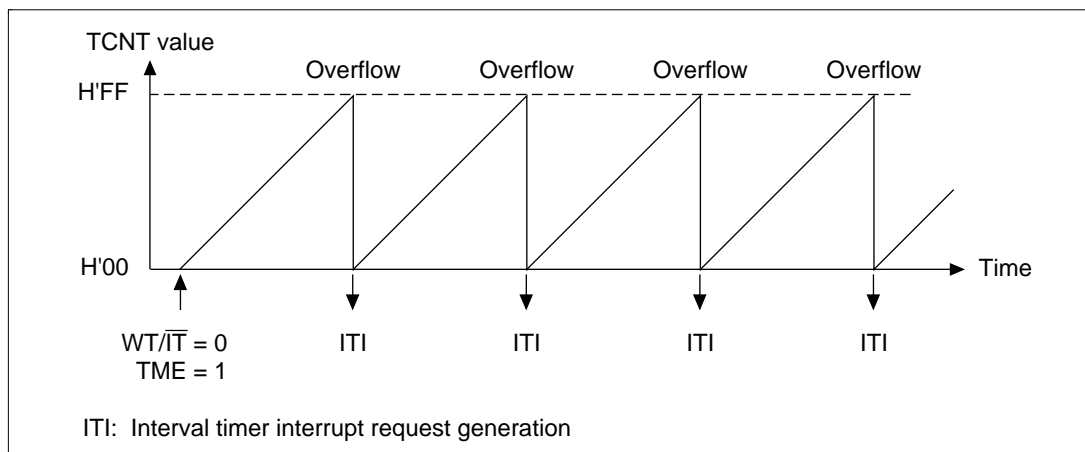 TCNT value
Overflow Overflow Overflow Overflow
H'FF
H'00
Time
WT/I̅T̅ = 0
TME = 1
ITI ITI ITI ITI
ITI: Interval timer interrupt request generation